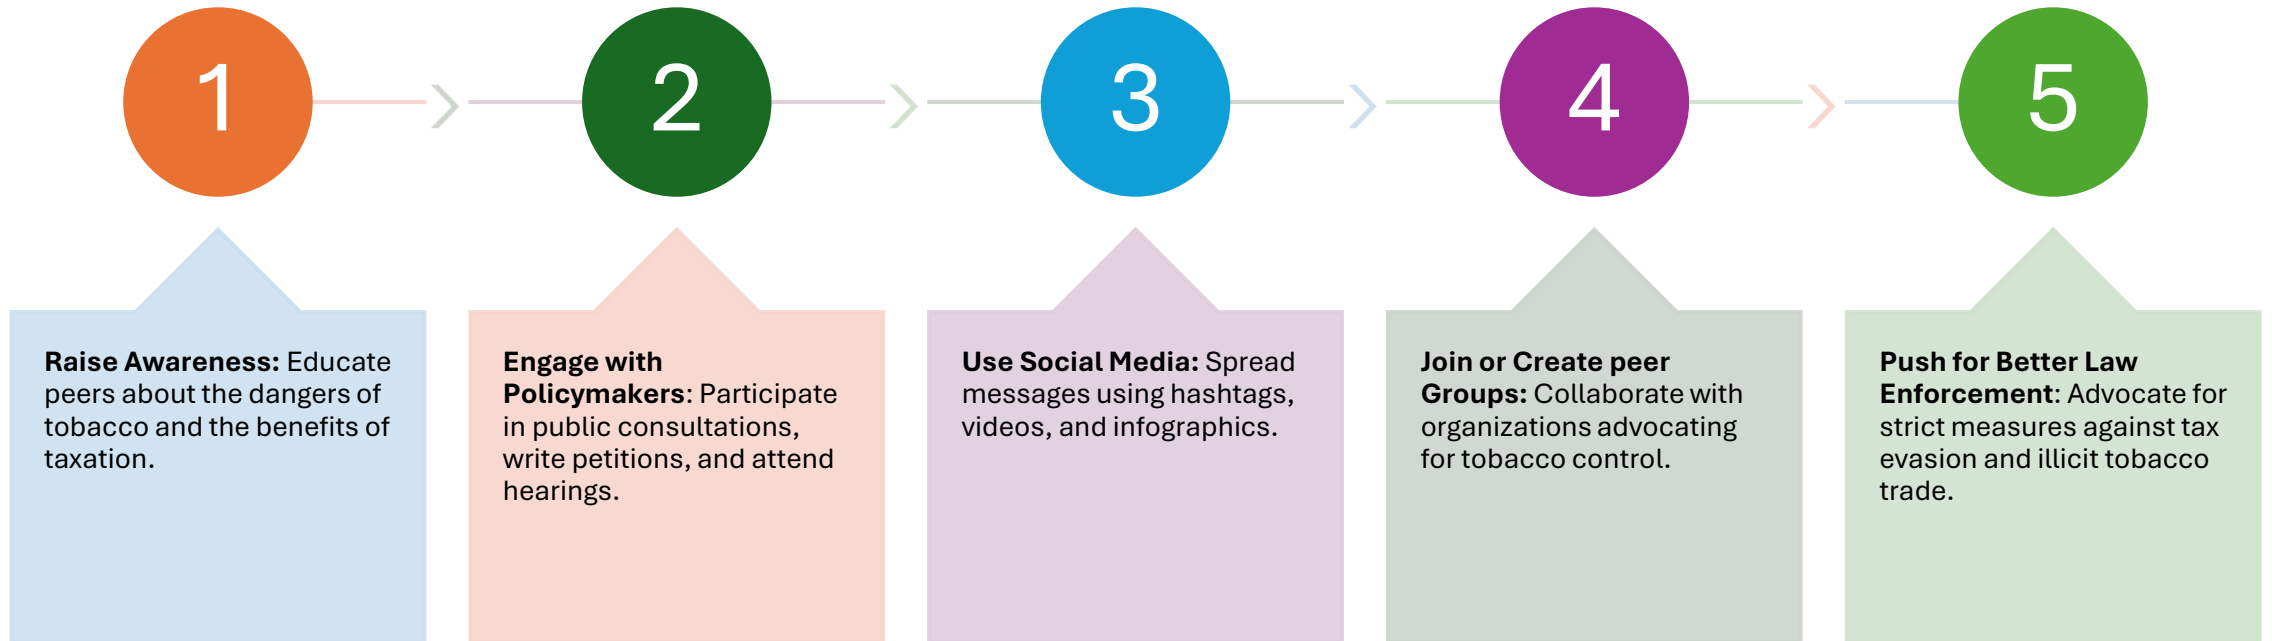 1
2
3
4
5
Raise Awareness: Educate
peers about the dangers of
tobacco and the benefits of
taxation.
Engage with
Policymakers: Participate
in public consultations,
write petitions, and attend
hearings.
Use Social Media: Spread
messages using hashtags,
videos, and infographics.
Join or Create peer
Groups: Collaborate with
organizations advocating
for tobacco control.
Push for Better Law
Enforcement: Advocate for
strict measures against tax
evasion and illicit tobacco
trade.